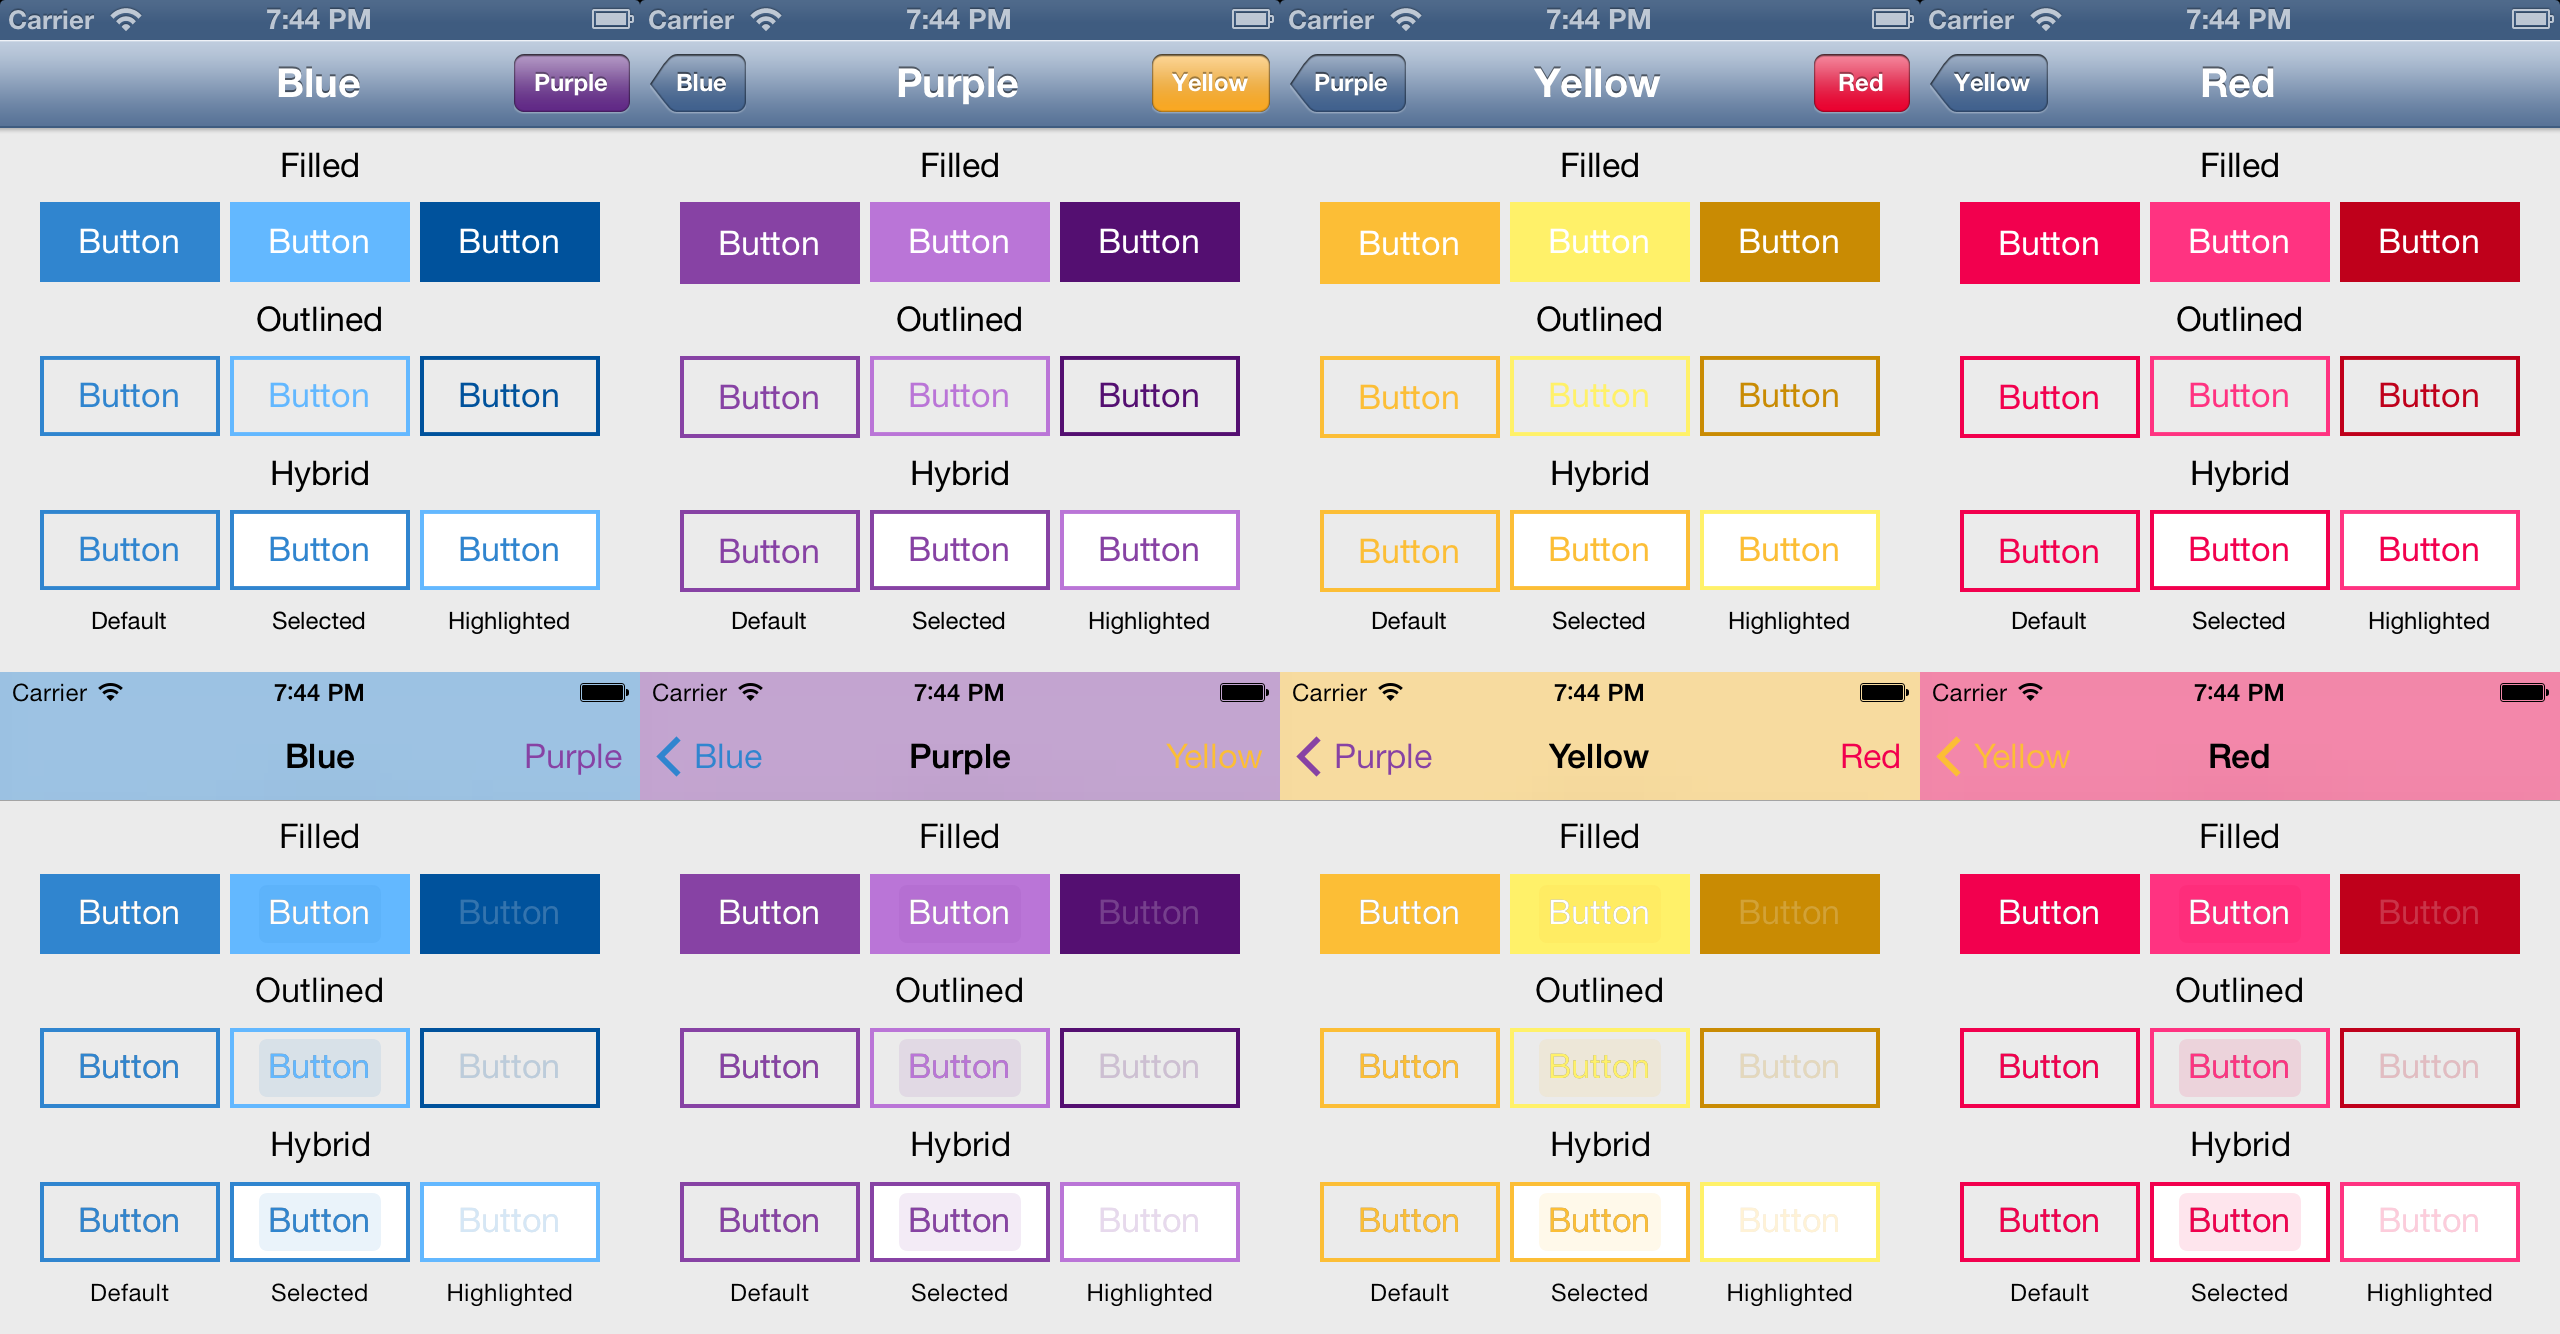 Carrier 7:44 PM
Blue Purple
Filled
Button Button Button
Outlined
Button Button Button
Hybrid
Button Button Button
Default Selected Highlighted
Carrier 7:44 PM
Blue Purple Yellow
Filled
Button Button Button
Outlined
Button Button Button
Hybrid
Button Button Button
Default Selected Highlighted
Carrier 7:44 PM
Purple Yellow Red
Filled
Button Button Button
Outlined
Button Button Button
Hybrid
Button Button Button
Default Selected Highlighted
Carrier 7:44 PM
Yellow Red
Filled
Button Button Button
Outlined
Button Button Button
Hybrid
Button Button Button
Default Selected Highlighted
Carrier 7:44 PM
Blue Purple
Filled
Button Button Button
Outlined
Button Button Button
Hybrid
Button Button Button
Default Selected Highlighted
Carrier 7:44 PM
Blue Purple Yellow
Filled
Button Button Button
Outlined
Button Button Button
Hybrid
Button Button Button
Default Selected Highlighted
Carrier 7:44 PM
Purple Yellow Red
Filled
Button Button Button
Outlined
Button Button Button
Hybrid
Button Button Button
Default Selected Highlighted
Carrier 7:44 PM
Yellow Red
Filled
Button Button Button
Outlined
Button Button Button
Hybrid
Button Button Button
Default Selected Highlighted